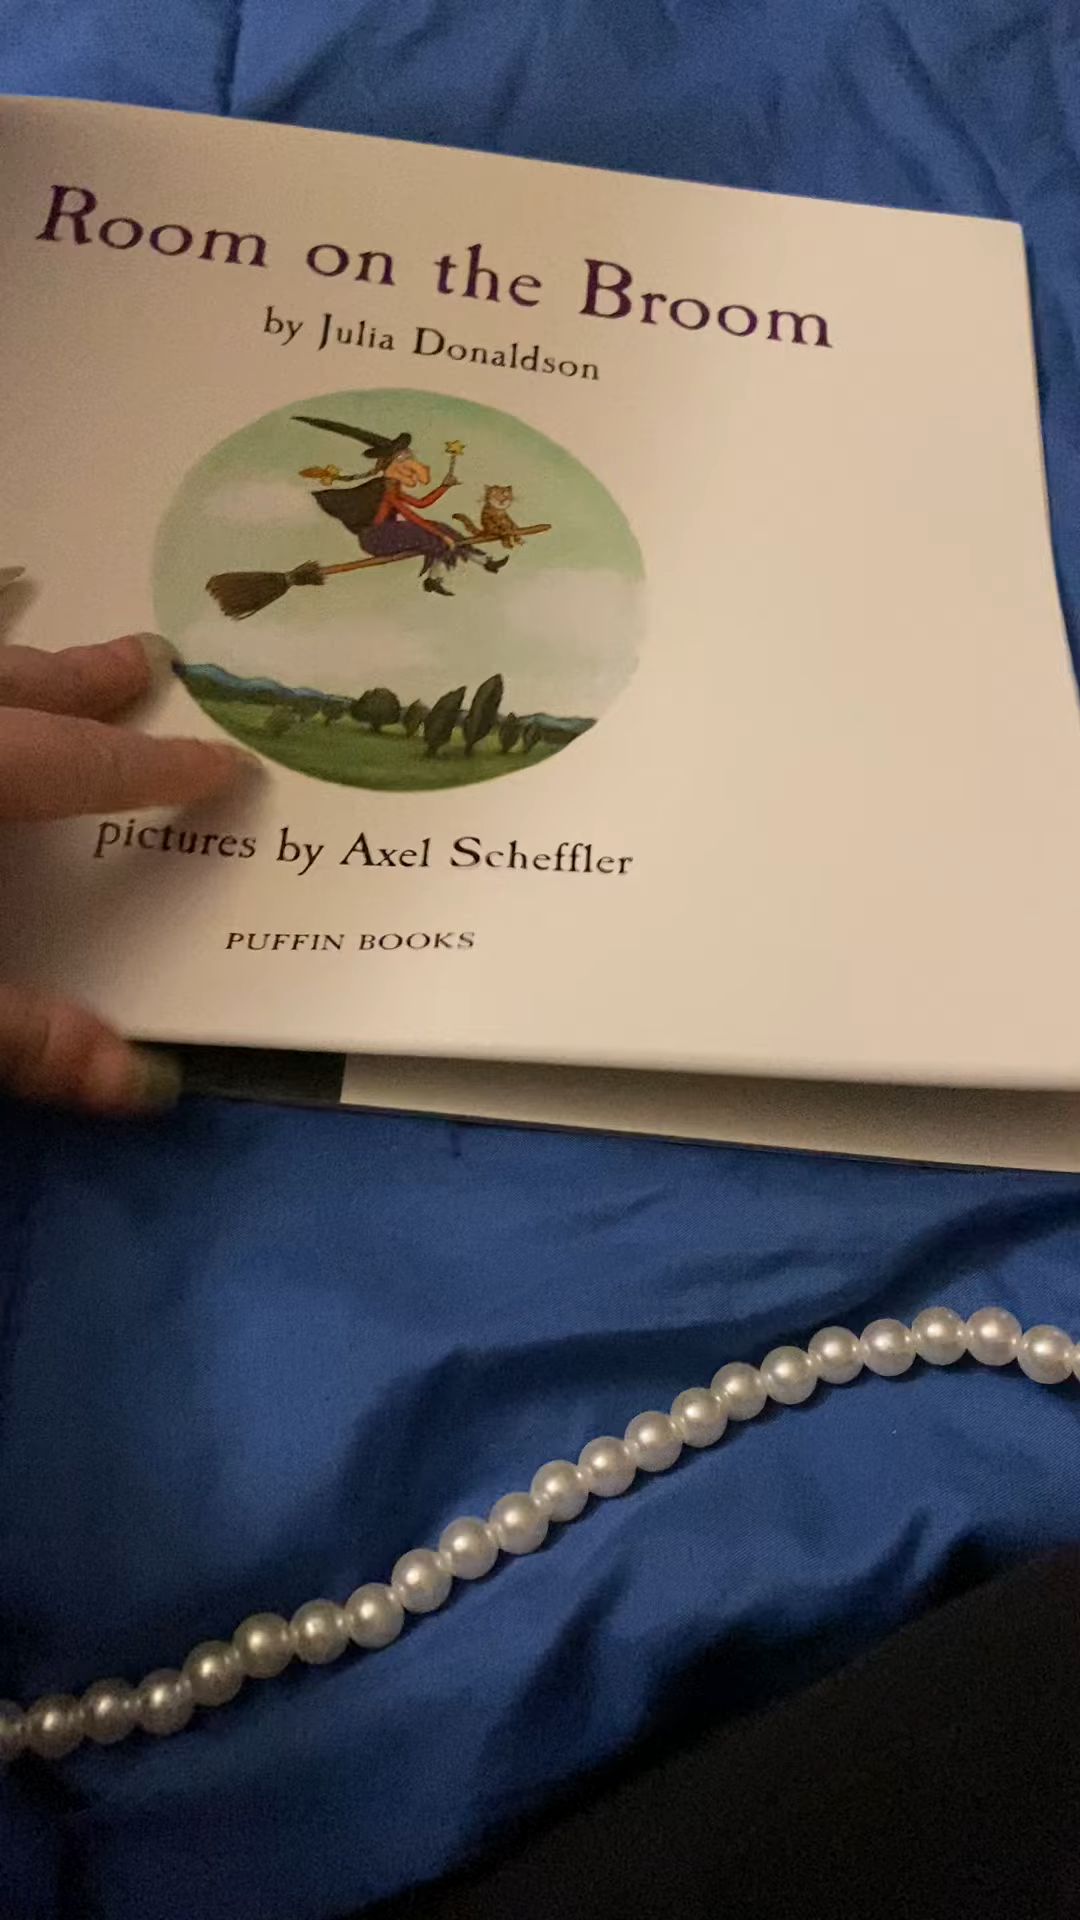 Room on the Broom
by Julia Donaldson
pictures by Axel Scheffler
PUFFIN BOOKS